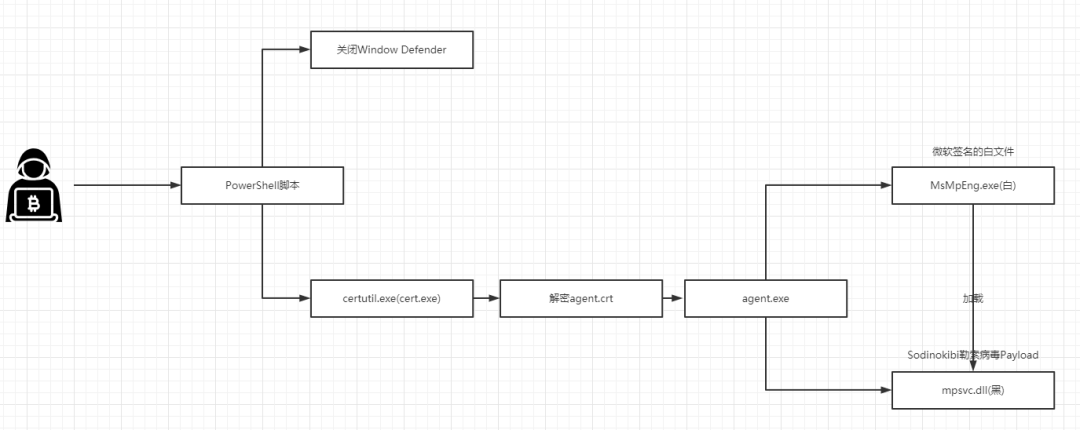 关闭Window Defender
微软签名的白文件
PowerShell脚本
MsMpEng.exe(白)
certutil.exe(cert.exe)
解密agent.crt
agent.exe
加载
Sodinokibi勒索病毒Payload
mpsvc.dll(黑)